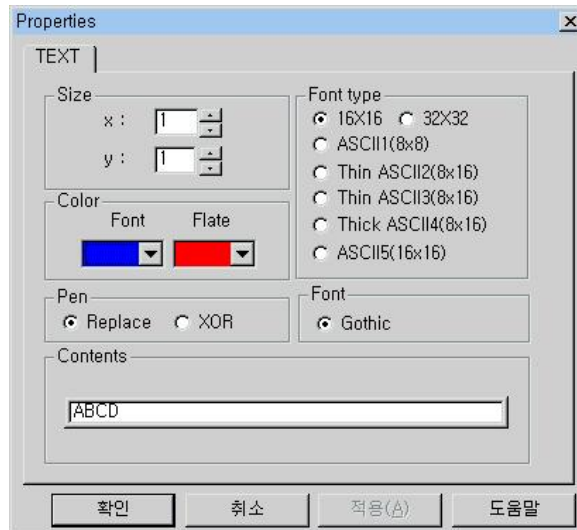 Properties
TEXT
Size
x : 1
y : 1
Font type
16X16 32X32
ASCII1(8x8)
Thin ASCII2(8x16)
Thin ASCII3(8x16)
Thick ASCII4(8x16)
ASCII5(16x16)
Color
Font Flate
Pen
Replace XOR
Font
Gothic
Contents
ABCD
확인 취소 적용(A) 도움말